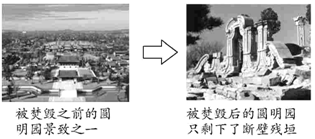 被焚毁之前的圆
明园景致之一
被焚毁后的圆明园
只剩下了断壁残垣